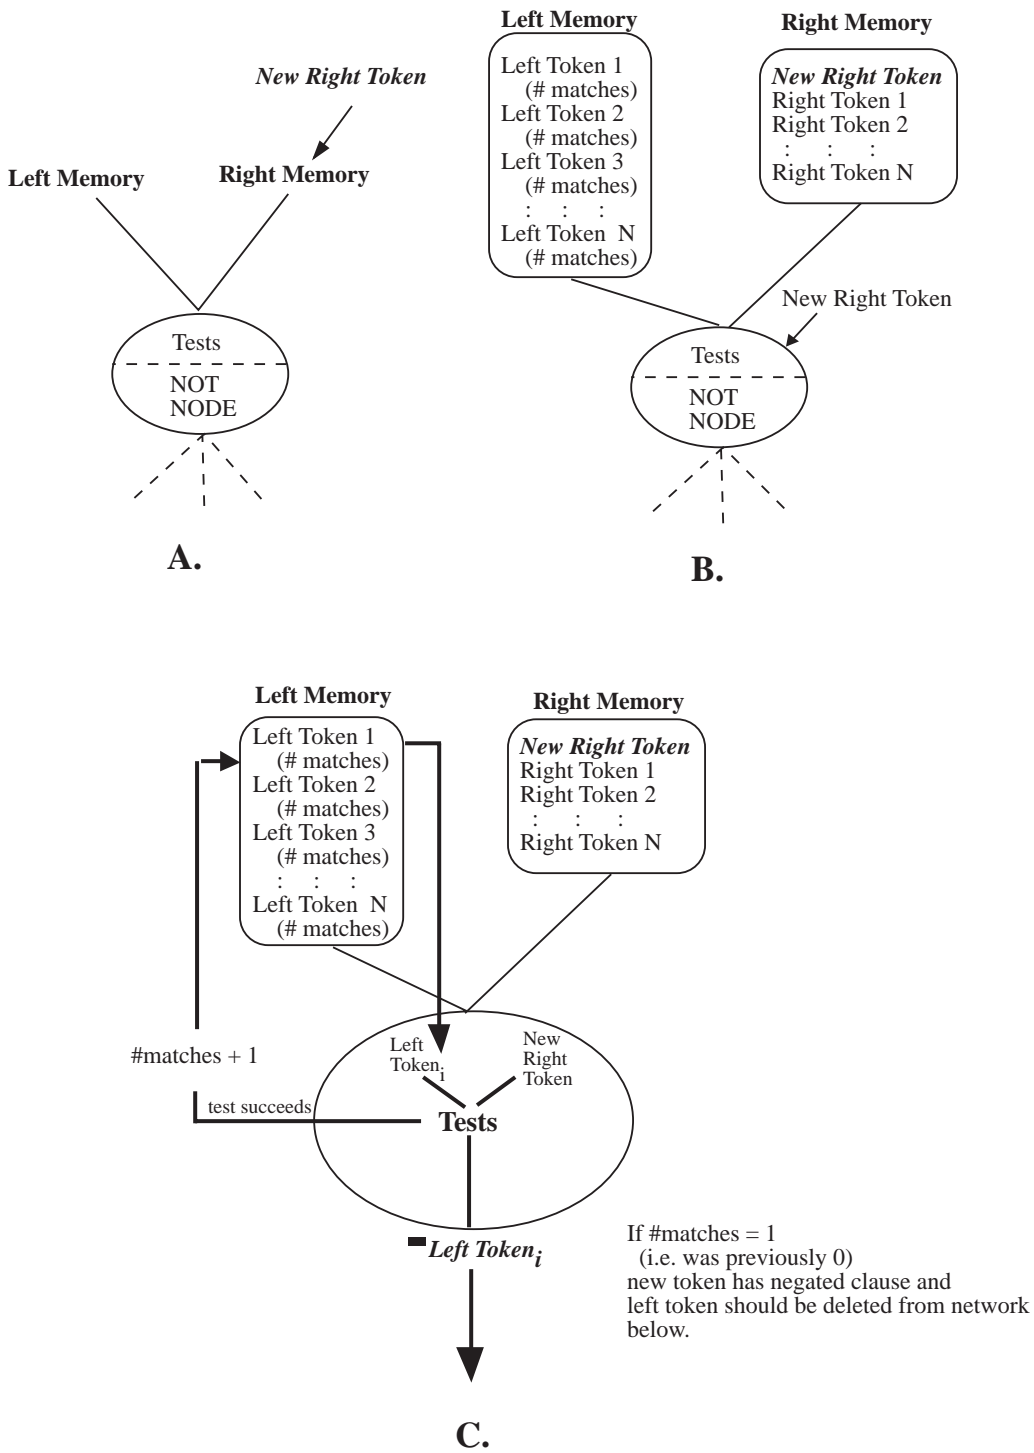 New Right Token
Left Memory
Right Memory
Tests
NOT
NODE
A.
Left Memory
Left Token 1
(# matches)
Left Token 2
(# matches)
Left Token 3
(# matches)
: : :
Left Token N
(# matches)
Right Memory
New Right Token
Right Token 1
Right Token 2
: : :
Right Token N
New Right Token
Tests
NOT
NODE
B.
Left Memory
Left Token 1
(# matches)
Left Token 2
(# matches)
Left Token 3
(# matches)
: : :
Left Token N
(# matches)
Right Memory
New Right Token
Right Token 1
Right Token 2
: : :
Right Token N
#matches + 1
test succeeds
Left
Tokeni
New
Right
Token
Tests
-Left Tokeni
If #matches = 1
(i.e. was previously 0)
new token has negated clause and
left token should be deleted from network
below.
C.